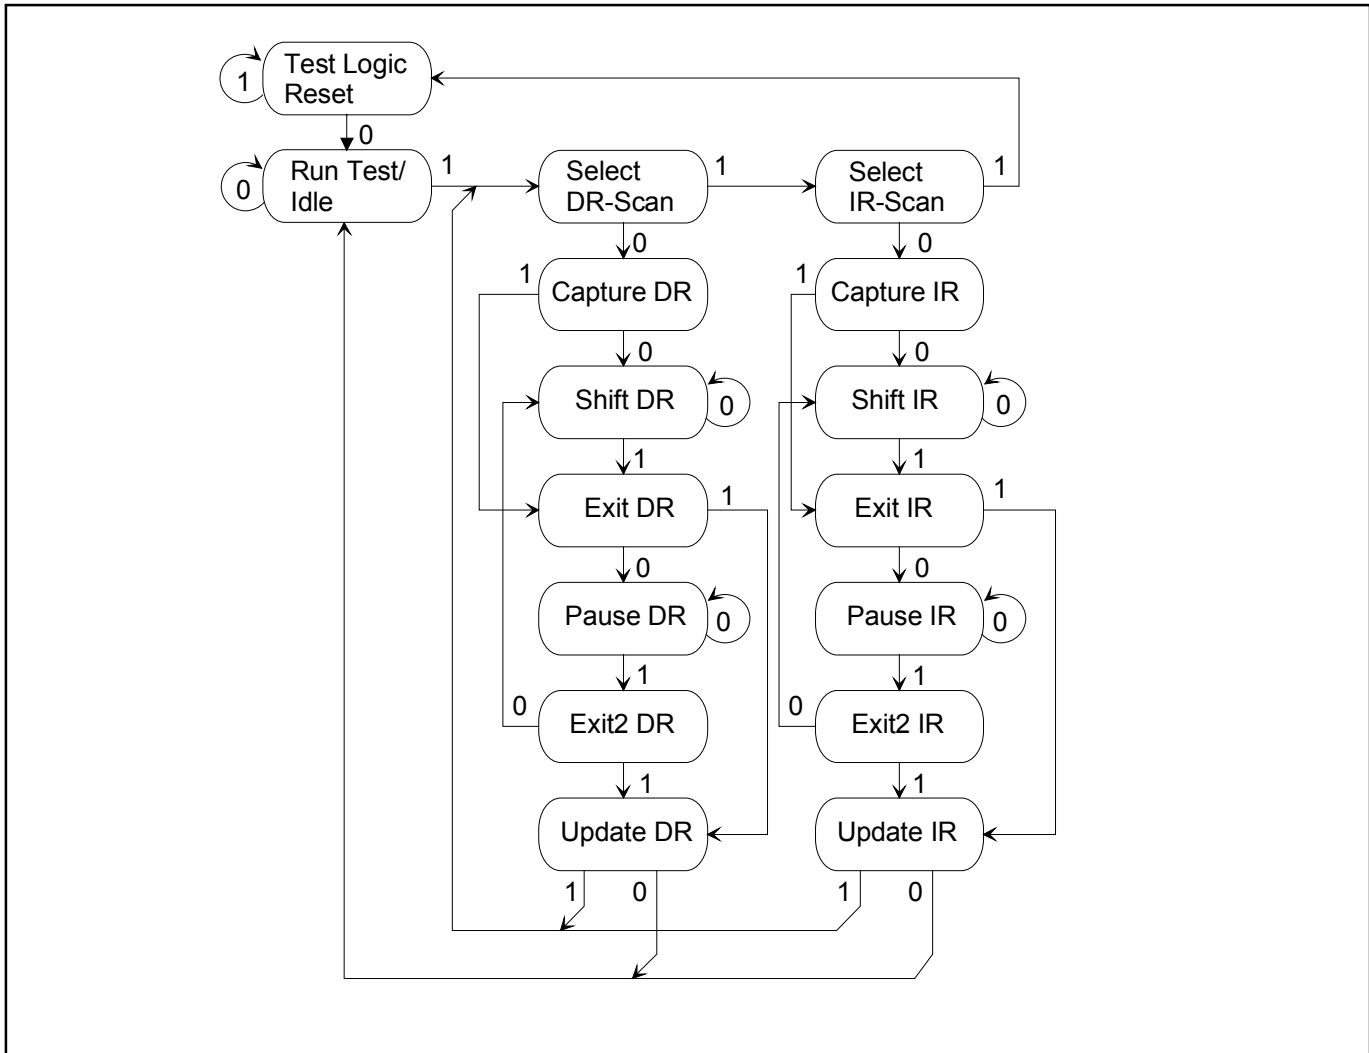 Test Logic
Reset
1
0
Run Test/
Idle
0
1
Select
DR-Scan
1
Select
IR-Scan
1
0
0
1
Capture DR
1
Capture IR
0
0
Shift DR
0
Shift IR
0
1
1
Exit DR
1
Exit IR
1
0
0
Pause DR
0
Pause IR
0
1
1
0
Exit2 DR
0
Exit2 IR
1
1
Update DR
Update IR
1
0
1
0